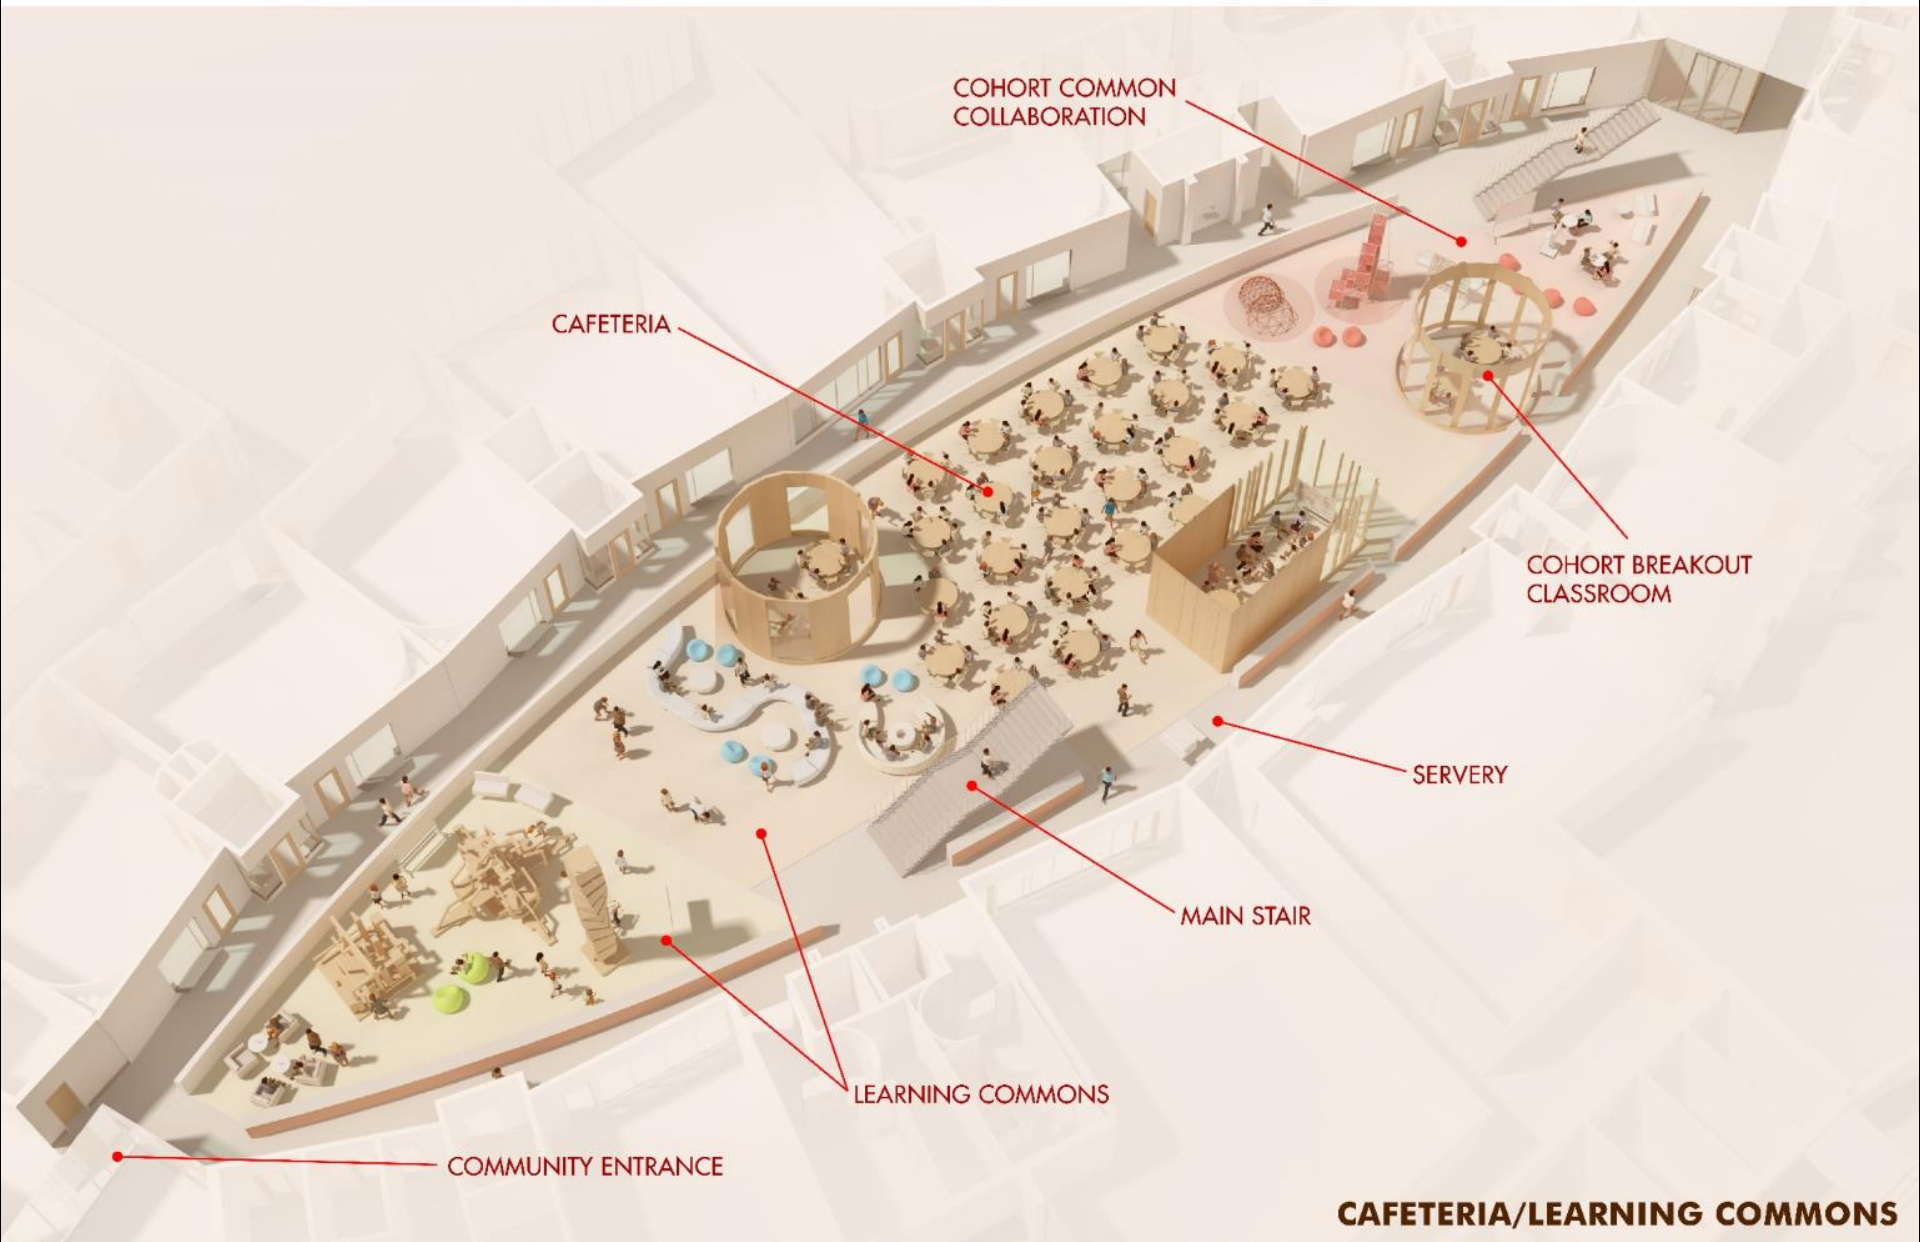 COHORT COMMON
COLLABORATION
CAFETERIA
COHORT BREAKOUT
CLASSROOM
SERVERY
MAIN STAIR
LEARNING COMMONS
COMMUNITY ENTRANCE
CAFETERIA/LEARNING COMMONS